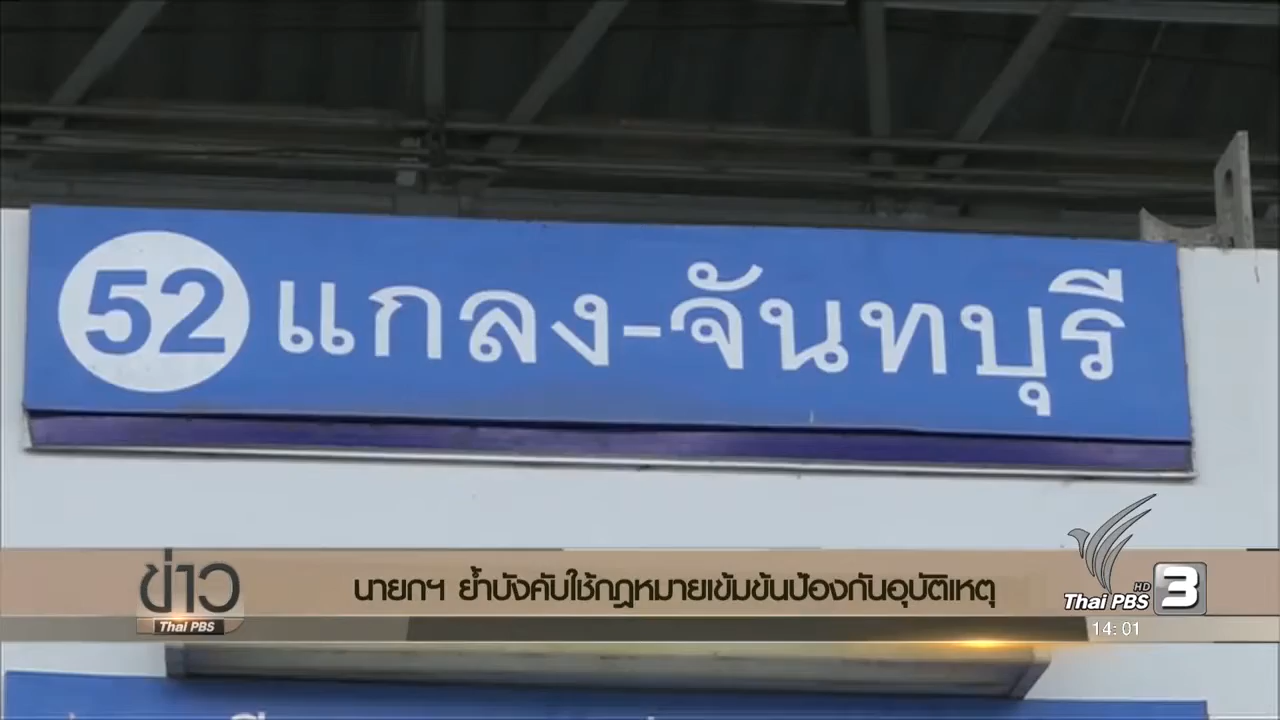 52 แกลง-จันทบุรี
ข่าว
Thai PBS
นายกฯ ย้ำบังคับใช้กฎหมายเข้มข้นป้องกันอุบัติเหตุ
Thai PBS HD 3
14:01